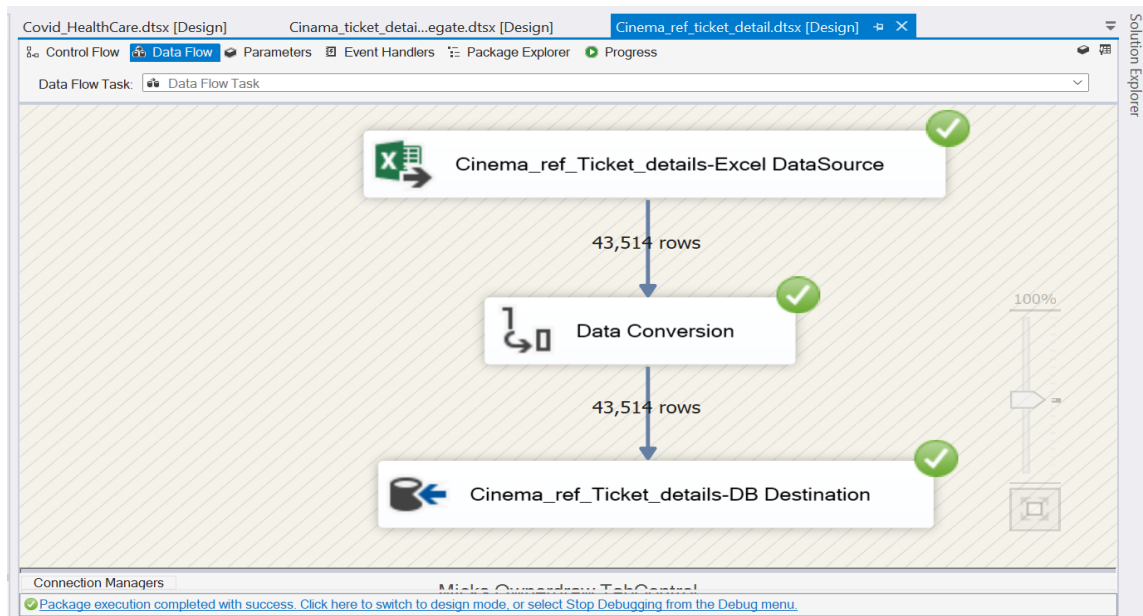 Covid_HealthCare.dtsx [Design] Cinama_ticket_detai...egate.dtsx [Design] Cinema_ref_ticket_detail.dtsx [Design]
Control Flow Data Flow Parameters Event Handlers Package Explorer Progress
Data Flow Task: Data Flow Task
Solution Explorer
Cinema_ref_Ticket_details-Excel DataSource
43,514 rows
100%
Data Conversion
43,514 rows
Cinema_ref_Ticket_details-DB Destination
Connection Managers
Micks Ownerdraw TabControl
Package execution completed with success. Click here to switch to design mode, or select Stop Debugging from the Debug menu.